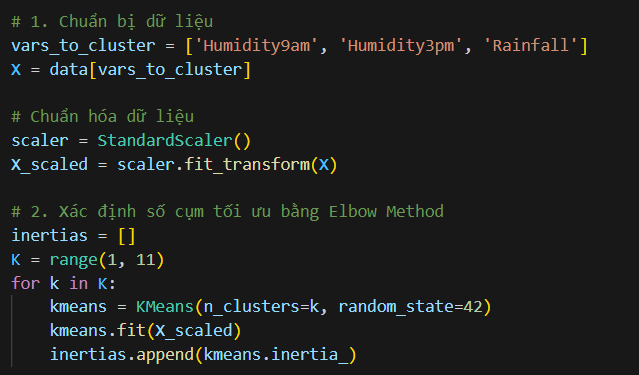 # 1. Chuẩn bị dữ liệu
vars_to_cluster = ['Humidity9am', 'Humidity3pm', 'Rainfall']
X = data[vars_to_cluster]
# Chuẩn hóa dữ liệu
scaler = StandardScaler()
X_scaled = scaler.fit_transform(X)
# 2. Xác định số cụm tối ưu bằng Elbow Method
inertias = []
K = range(1, 11)
for k in K:
    kmeans = KMeans(n_clusters=k, random_state=42)
    kmeans.fit(X_scaled)
    inertias.append(kmeans.inertia_)